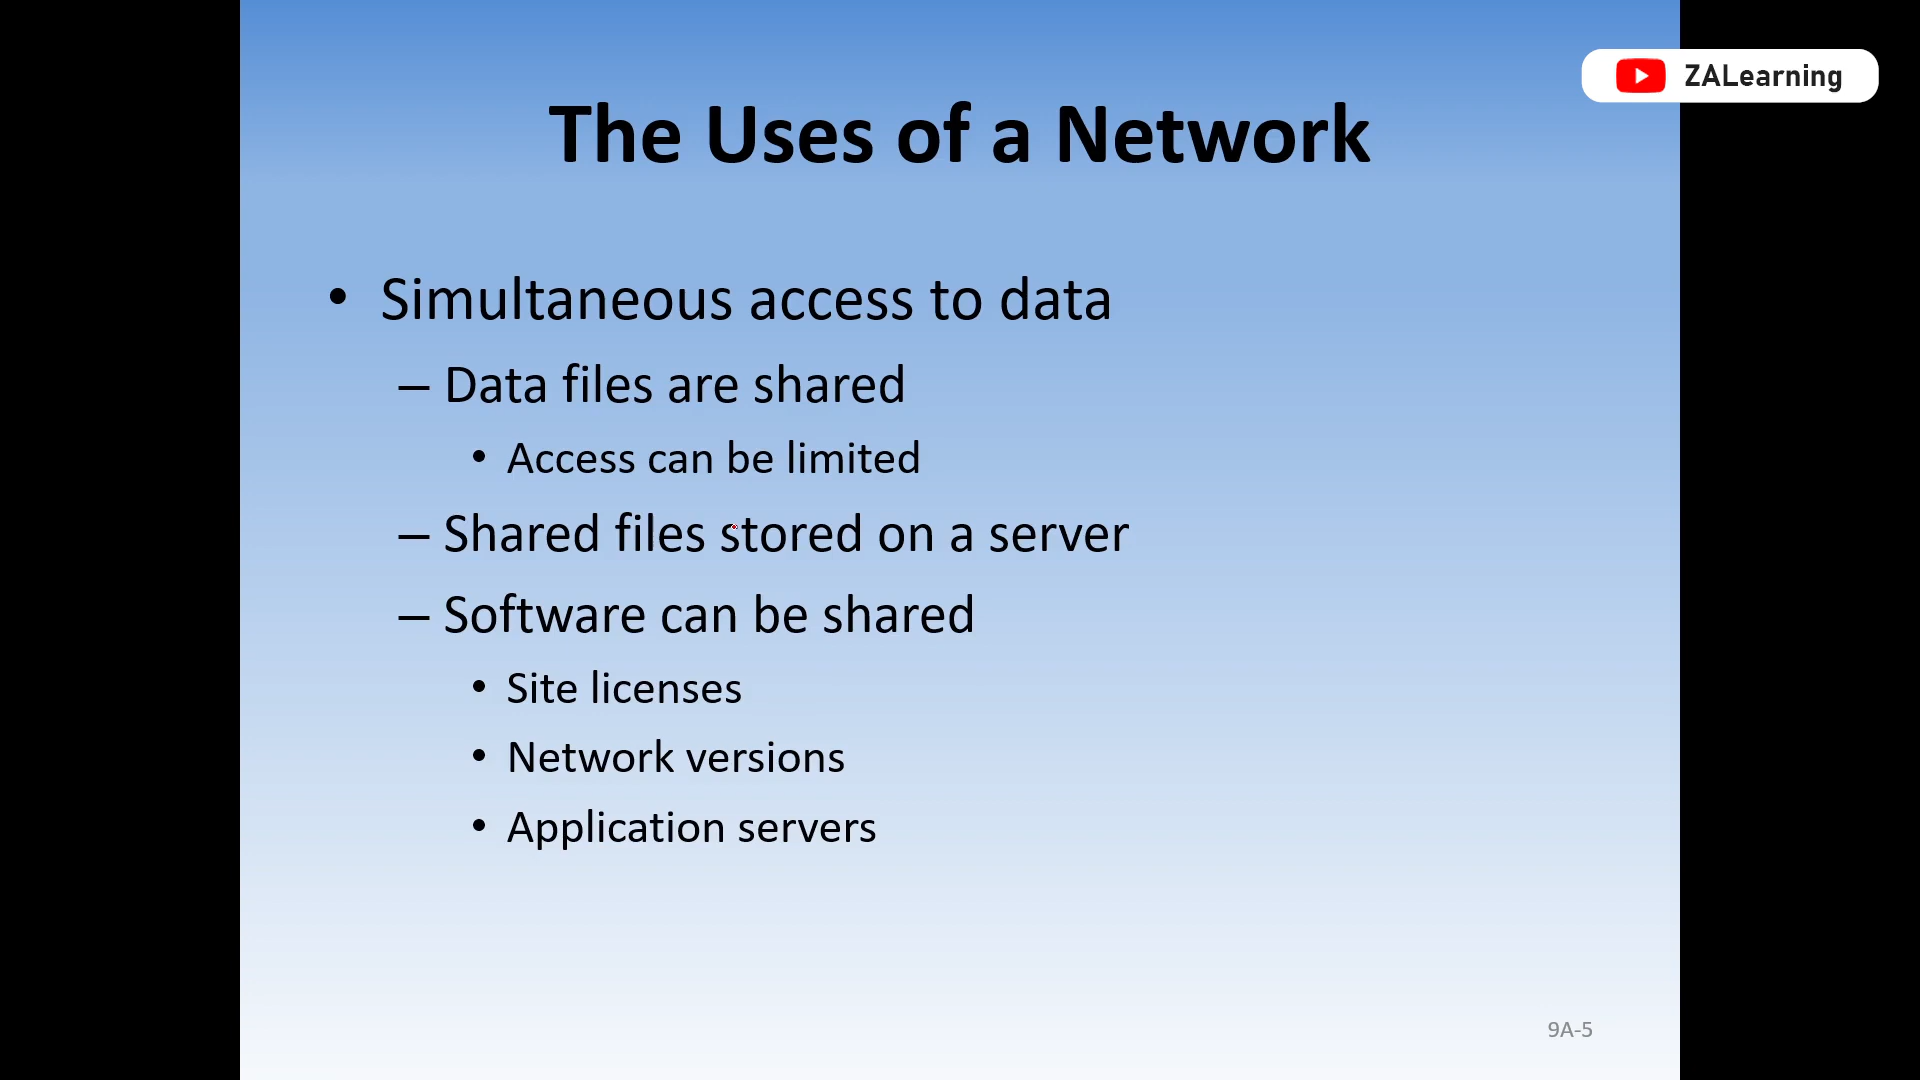 ZALearning
The Uses of a Network
• Simultaneous access to data
– Data files are shared
• Access can be limited
– Shared files stored on a server
– Software can be shared
• Site licenses
• Network versions
• Application servers
9A-5